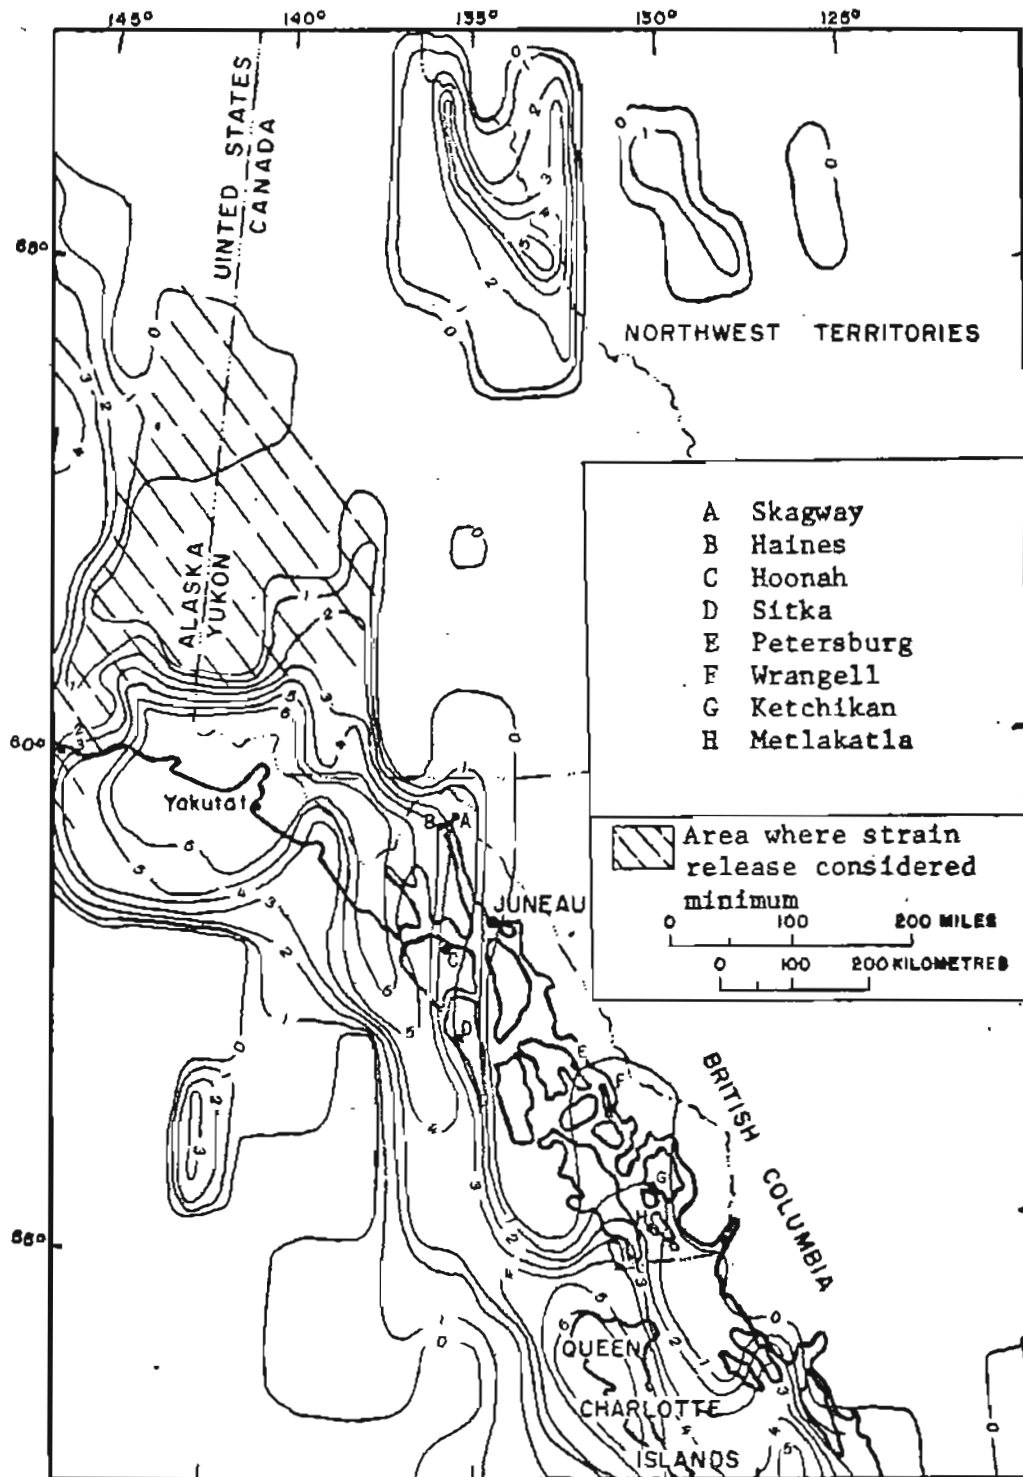 145° 140° 135° 130° 125°
UINTED STATES
CANADA
65°
NORTHWEST TERRITORIES
A Skagway
B Haines
C Hoonah
D Sitka
E Petersburg
F Wrangell
G Ketchikan
H Metlakatla
ALASKA
YUKON
60°
Yakutat
B A
Area where strain
release considered
minimum
JUNEAU
0 100 200 MILES
0 100 200 KILOMETRES
C
D
E
F
BRITISH COLUMBIA
G
H
55°
QUEEN
CHARLOTTE
ISLANDS